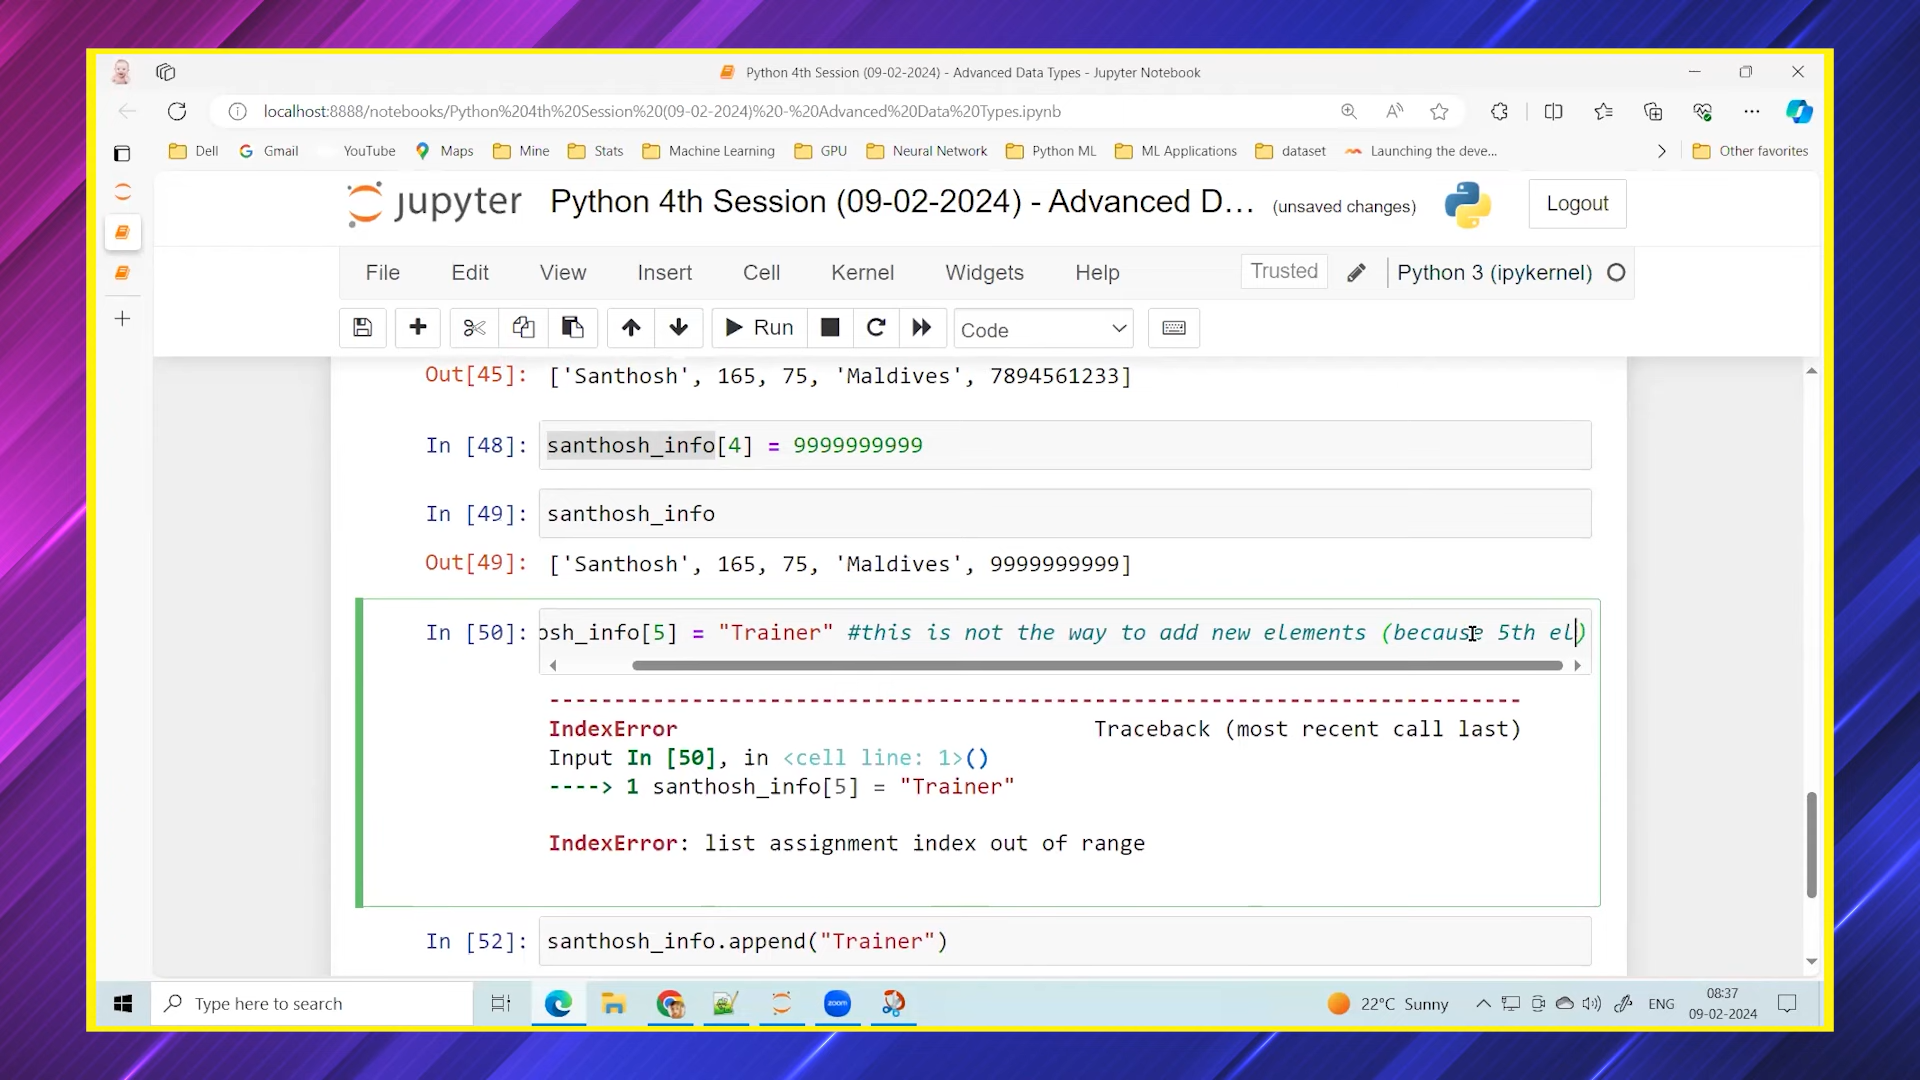 Python 4th Session (09-02-2024) - Advanced Data Types - Jupyter Notebook
localhost:8888/notebooks/Python%204th%20Session%20(09-02-2024)%20-%20Advanced%20Data%20Types.ipynb
Dell Gmail YouTube Maps Mine Stats Machine Learning GPU Neural Network Python ML ML Applications dataset Launching the deve... Other favorites
jupyter Python 4th Session (09-02-2024) - Advanced D... (unsaved changes) Logout
File Edit View Insert Cell Kernel Widgets Help Trusted Python 3 (ipykernel)
Run Code
Out[45]: ['Santhosh', 165, 75, 'Maldives', 7894561233]
In [48]: santhosh_info[4] = 9999999999
In [49]: santhosh_info
Out[49]: ['Santhosh', 165, 75, 'Maldives', 9999999999]
In [50]: osh_info[5] = "Trainer" #this is not the way to add new elements (because 5th el)
---------------------------------------------------------------------------
IndexError Traceback (most recent call last)
Input In [50], in <cell line: 1>()
----> 1 santhosh_info[5] = "Trainer"
IndexError: list assignment index out of range
In [52]: santhosh_info.append("Trainer")
Type here to search zoom 22°C Sunny ENG 08:37
09-02-2024